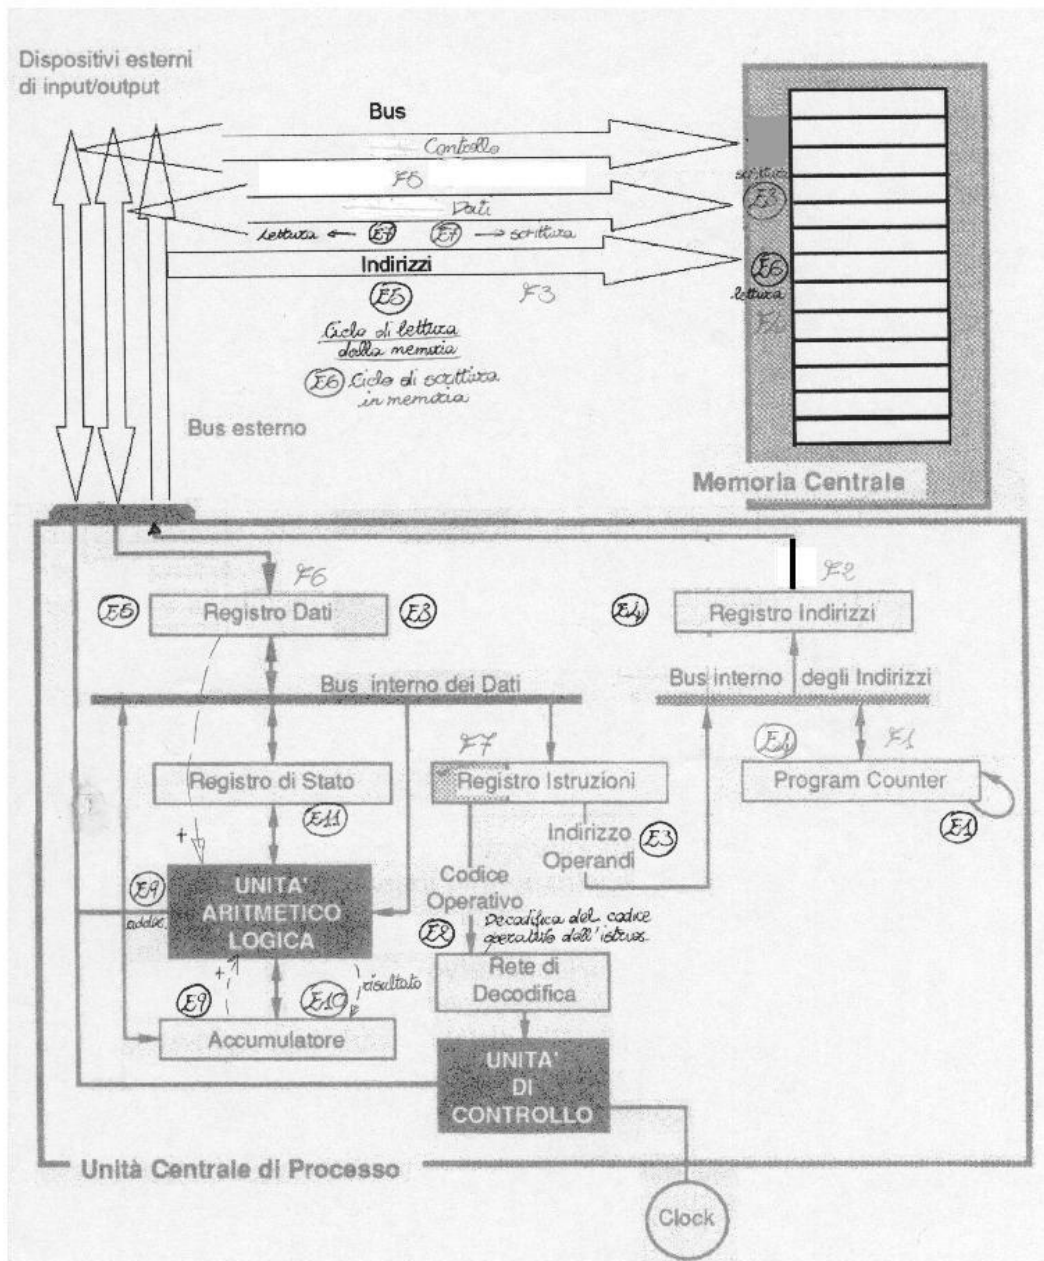 Dispositivi esterni
di input/output
Bus
Controllo
F5
scrittura
E3
Dati
lettura ← E7 E7 → scrittura
Indirizzi
E6
lettura
E5
F3
Ciclo di lettura
dalla memoria
E6 Ciclo di scrittura
in memoria
Bus esterno
Memoria Centrale
F6
F2
E5
Registro Dati
E3
E4
Registro Indirizzi
Bus interno dei Dati
Bus interno degli Indirizzi
F7
E4
F1
Registro di Stato
Registro Istruzioni
Program Counter
E11
E1
+
Indirizzo
Operandi
E3
Codice
Operativo
UNITA'
ARITMETICO
LOGICA
E9
E2
Decodifica del codice
operativo dell'istruz.
+
risultato
E9
E10
Rete di
Decodifica
Accumulatore
UNITA'
DI
CONTROLLO
Unità Centrale di Processo
Clock